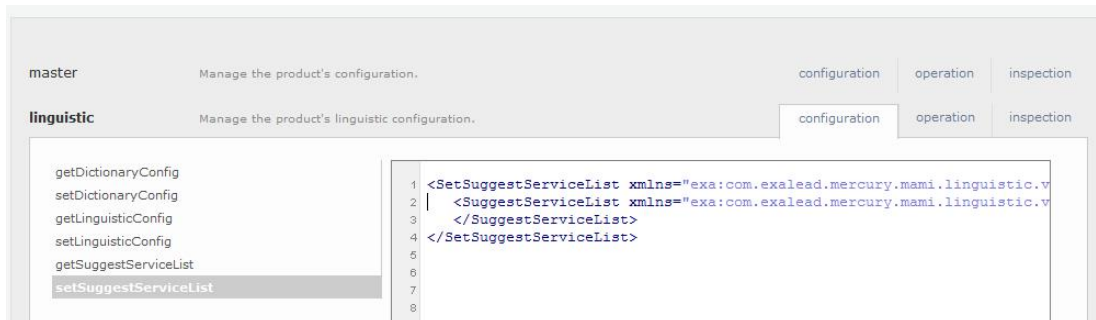 master Manage the product's configuration. configuration operation inspection
linguistic Manage the product's linguistic configuration. configuration operation inspection
getDictionaryConfig
setDictionaryConfig
getLinguisticConfig
setLinguisticConfig
getSuggestServiceList
setSuggestServiceList
1 <SetSuggestServiceList xmlns="exa:com.exalead.mercury.mami.linguistic.v
2 <SuggestServiceList xmlns="exa:com.exalead.mercury.mami.linguistic.v
3 </SuggestServiceList>
4 </SetSuggestServiceList>
5
6
7
8